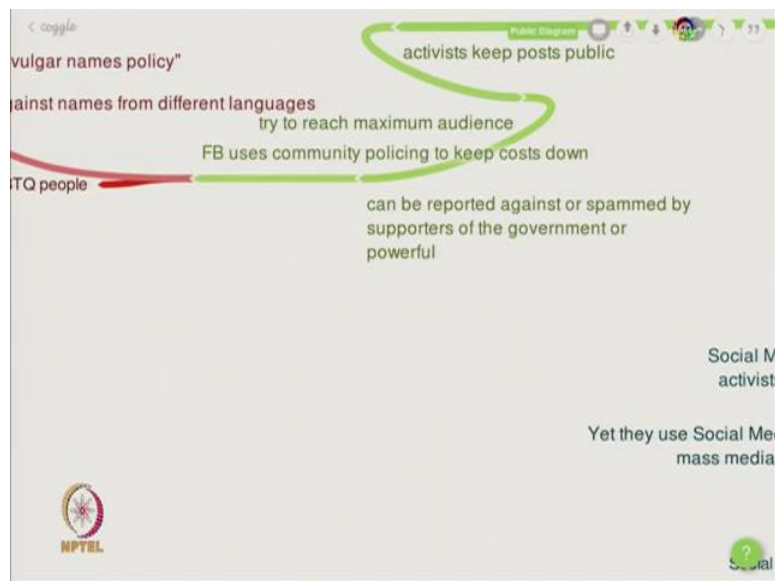 coggle
Public Diagram
activists keep posts public
vulgar names policy"
gainst names from different languages
try to reach maximum audience
FB uses community policing to keep costs down
TQ people
can be reported against or spammed by
supporters of the government or
powerful
Social M
activist
Yet they use Social Me
mass media
NPTEL
?